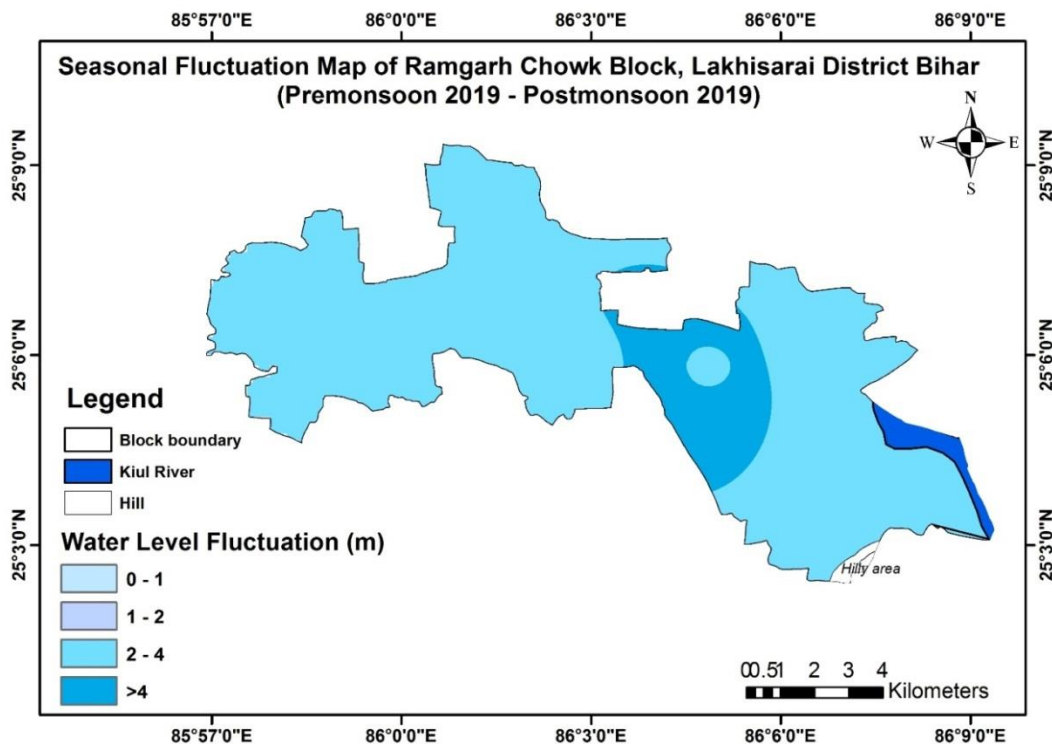 85°57'0"E 86°0'0"E 86°3'0"E 86°6'0"E 86°9'0"E
Seasonal Fluctuation Map of Ramgarh Chowk Block, Lakhisarai District Bihar
(Premonsoon 2019 - Postmonsoon 2019)
N
W E
S
25°9'0"N 25°9'0"N
25°6'0"N 25°6'0"N
Legend
Block boundary
Kiul River
Hill
25°3'0"N 25°3'0"N
Water Level Fluctuation (m)
Hilly area
0 - 1
1 - 2
2 - 4
>4
0 0.5 1 2 3 4
Kilometers
85°57'0"E 86°0'0"E 86°3'0"E 86°6'0"E 86°9'0"E